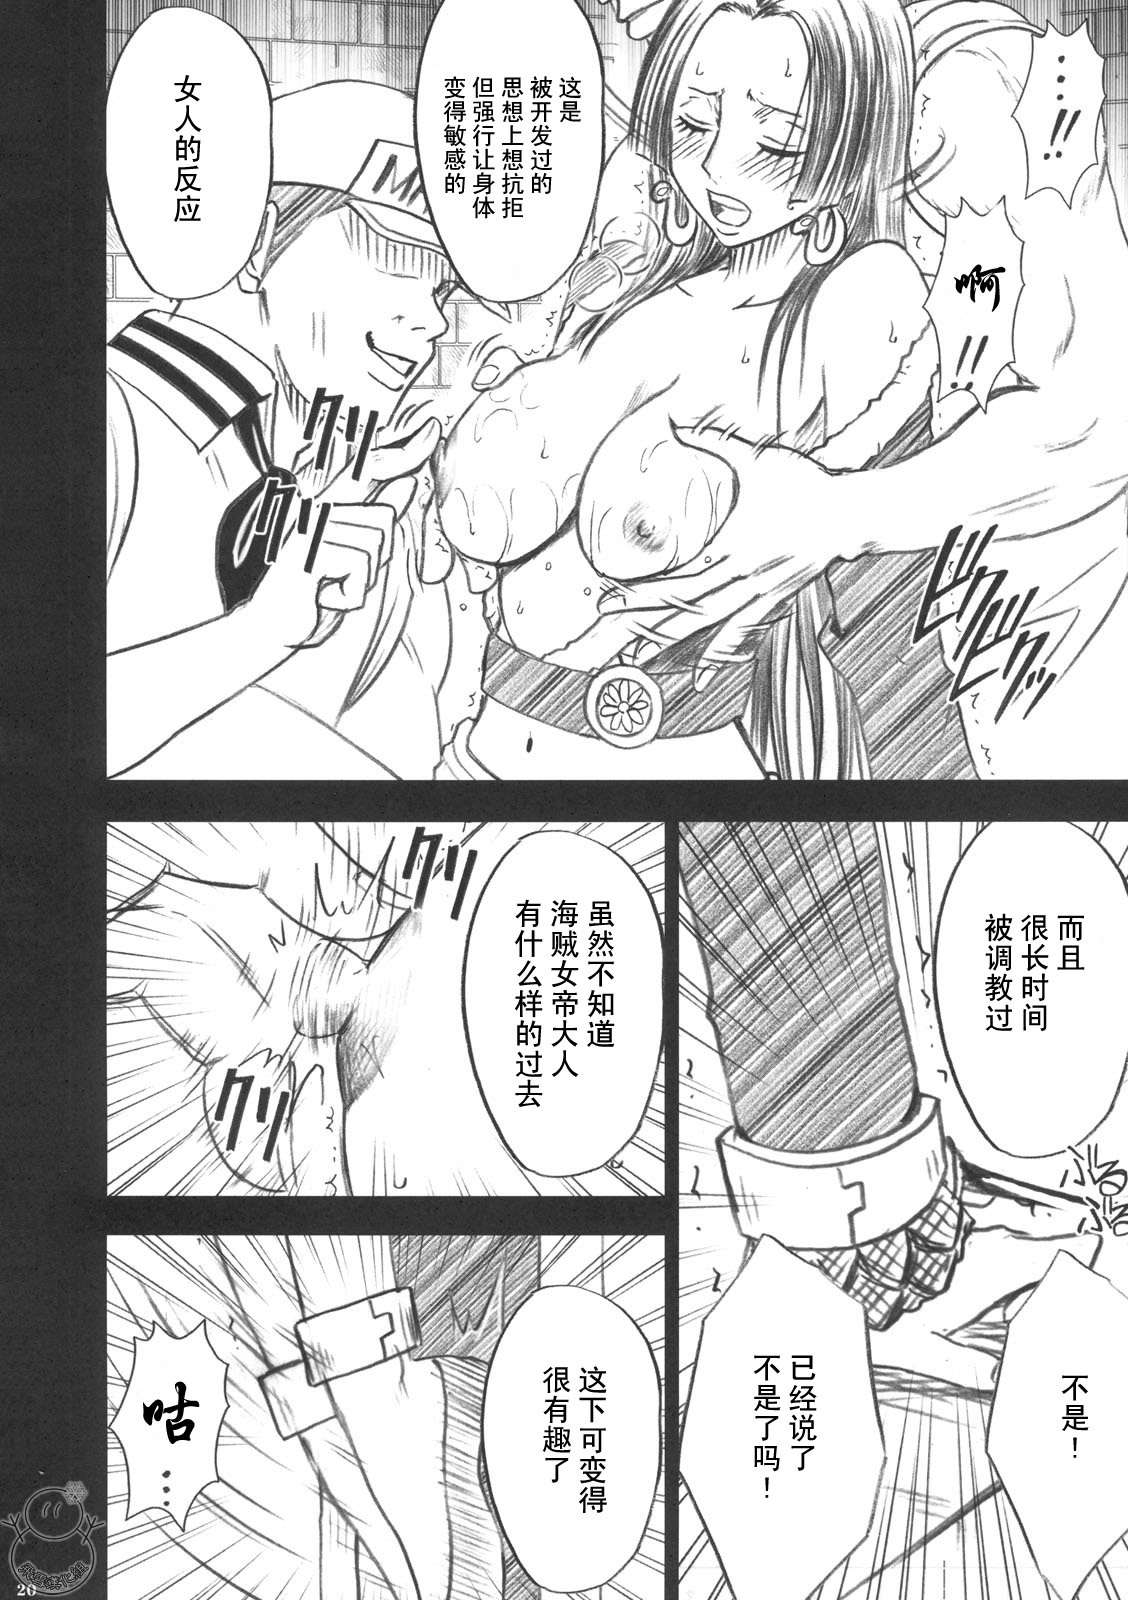 …!!
啊
!!
这是
被开发过的
思想上想抗拒
但强行让身体
变得敏感的
女人的反应
クリ
クリ
ビクビクッ
而且
很长时间
被调教过
ぶるぶる
不是！
已经说了
不是了吗！
虽然不知道
海贼女帝大人
有什么样的过去
クリ
クリ
这下可变得
很有趣了
咕
…
20